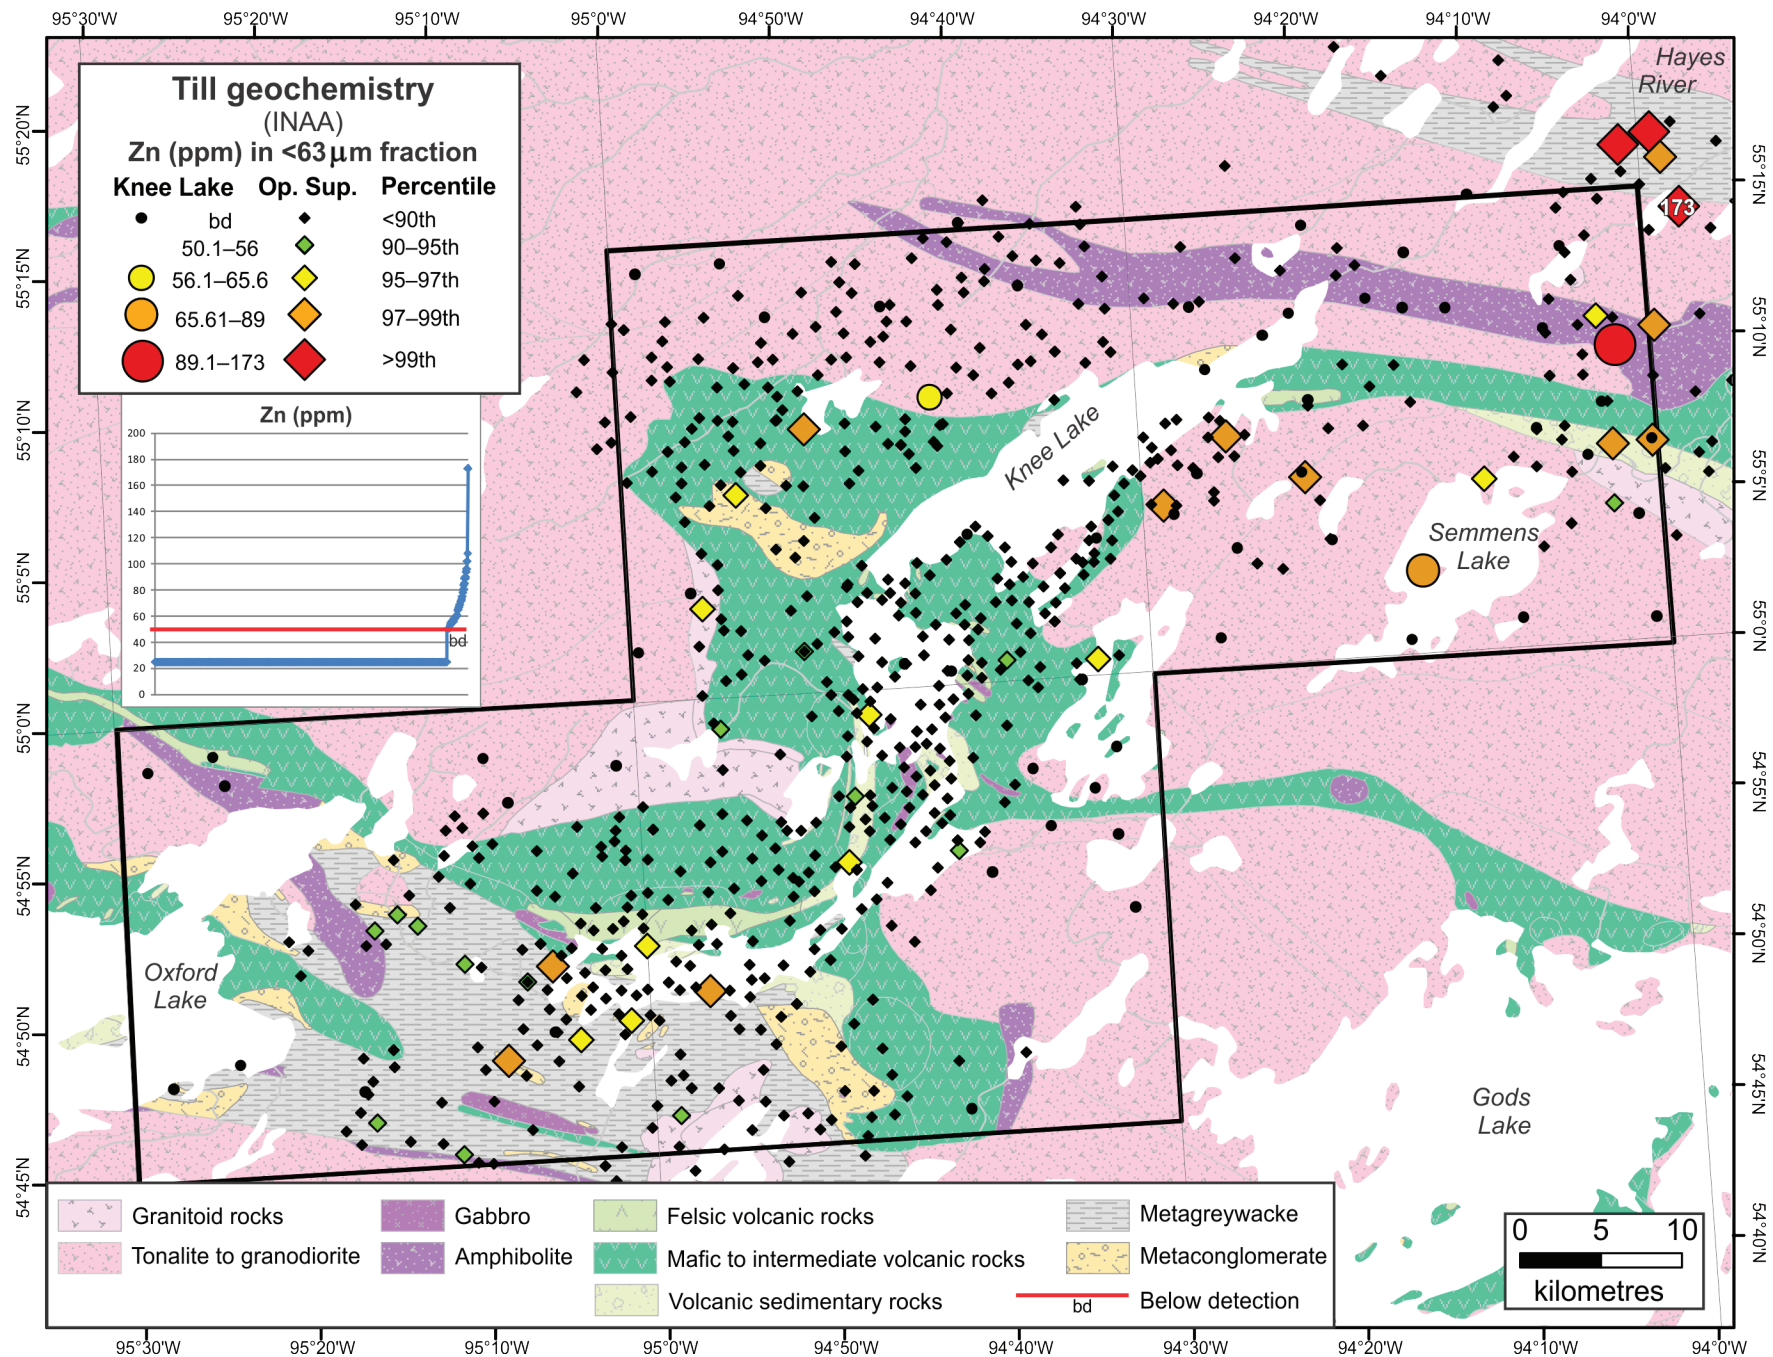 95°30'W 95°20'W 95°10'W 95°0'W 94°50'W 94°40'W 94°30'W 94°20'W 94°10'W 94°0'W
Till geochemistry
(INAA)
Zn (ppm) in <63µm fraction
Knee Lake Op. Sup. Percentile
bd <90th
50.1–56 90–95th
56.1–65.6 95–97th
65.61–89 97–99th
89.1–173 >99th
Zn (ppm)
200
180
160
140
120
100
80
60
40
20
0
bd
Hayes
River
173
Knee Lake
Semmens
Lake
Oxford
Lake
Gods
Lake
55°20'N
55°15'N
55°10'N
55°5'N
55°0'N
54°55'N
54°50'N
54°45'N
55°15'N
55°10'N
55°5'N
55°0'N
54°55'N
54°50'N
54°45'N
54°40'N
Granitoid rocks
Tonalite to granodiorite
Gabbro
Amphibolite
Felsic volcanic rocks
Mafic to intermediate volcanic rocks
Volcanic sedimentary rocks
Metagreywacke
Metaconglomerate
bd Below detection
0 5 10
kilometres
95°30'W 95°20'W 95°10'W 95°0'W 94°50'W 94°40'W 94°30'W 94°20'W 94°10'W 94°0'W